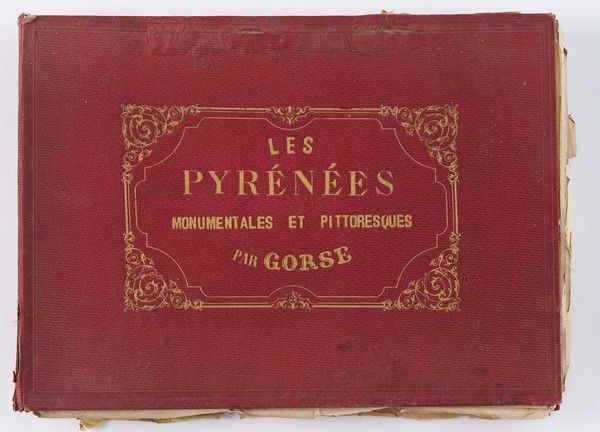 LES
PYRÉNÉES
MONUMENTALES ET PITTORESQUES
PAR GORSE